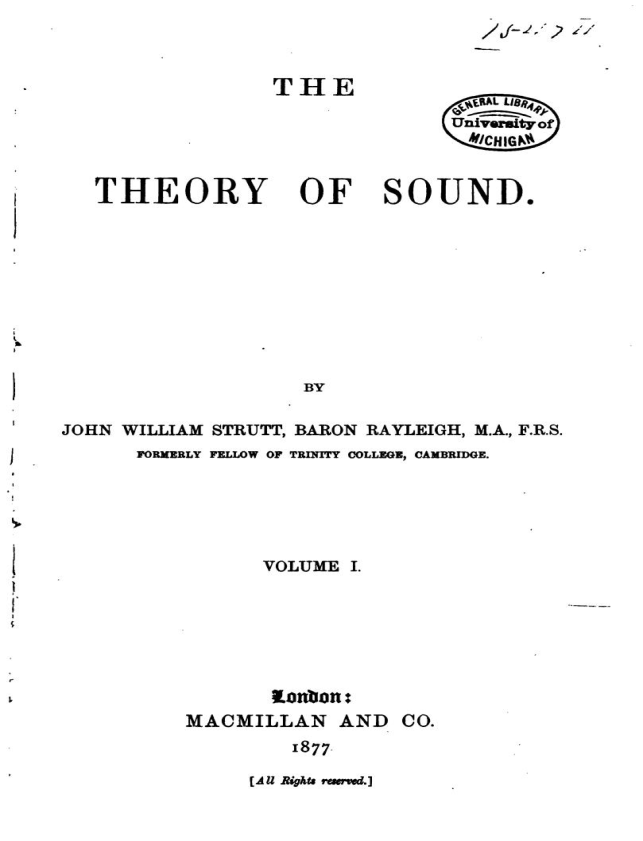 THE
GENERAL LIBRARY
University of
MICHIGAN
THEORY OF SOUND.
BY
JOHN WILLIAM STRUTT, BARON RAYLEIGH, M.A., F.R.S.
FORMERLY FELLOW OF TRINITY COLLEGE, CAMBRIDGE.
VOLUME I.
London:
MACMILLAN AND CO.
1877
[All Rights reserved.]